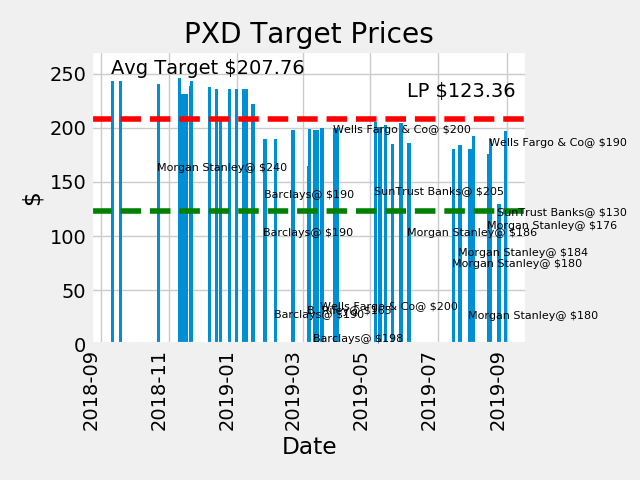 PXD Target Prices
Avg Target $207.76
LP $123.36
250
200
150
100
50
0
$
Wells Fargo & Co@ $200
Wells Fargo & Co@ $190
Morgan Stanley@ $240
Barclays@ $190
SunTrust Banks@ $205
SunTrust Banks@ $130
Morgan Stanley@ $176
Barclays@ $190
Morgan Stanley@ $186
Morgan Stanley@ $184
Morgan Stanley@ $180
Wells Fargo & Co@ $200
Barclays@ $190
Morgan Stanley@ $180
Barclays@ $198
2018-09
2018-11
2019-01
2019-03
2019-05
2019-07
2019-09
Date